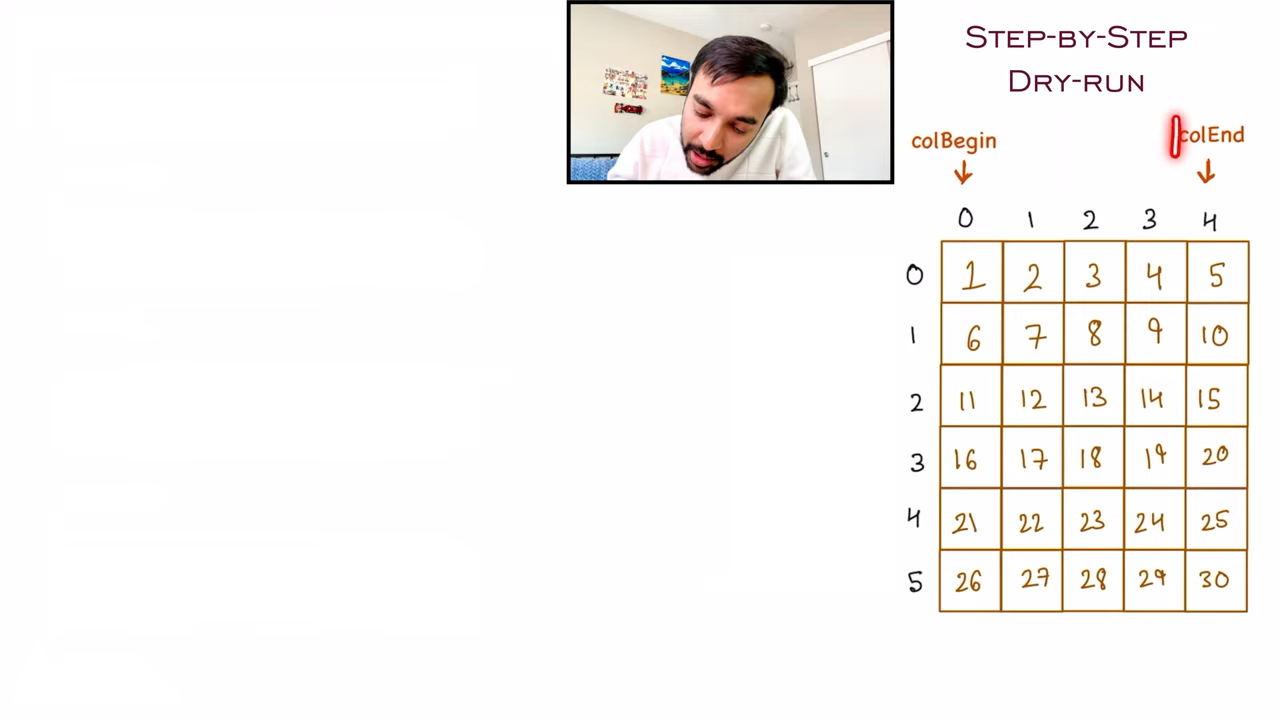 STEP-BY-STEP
DRY-RUN
colBegin colEnd
0 1 2 3 4
0 1 2 3 4 5
1 6 7 8 9 10
2 11 12 13 14 15
3 16 17 18 19 20
4 21 22 23 24 25
5 26 27 28 29 30